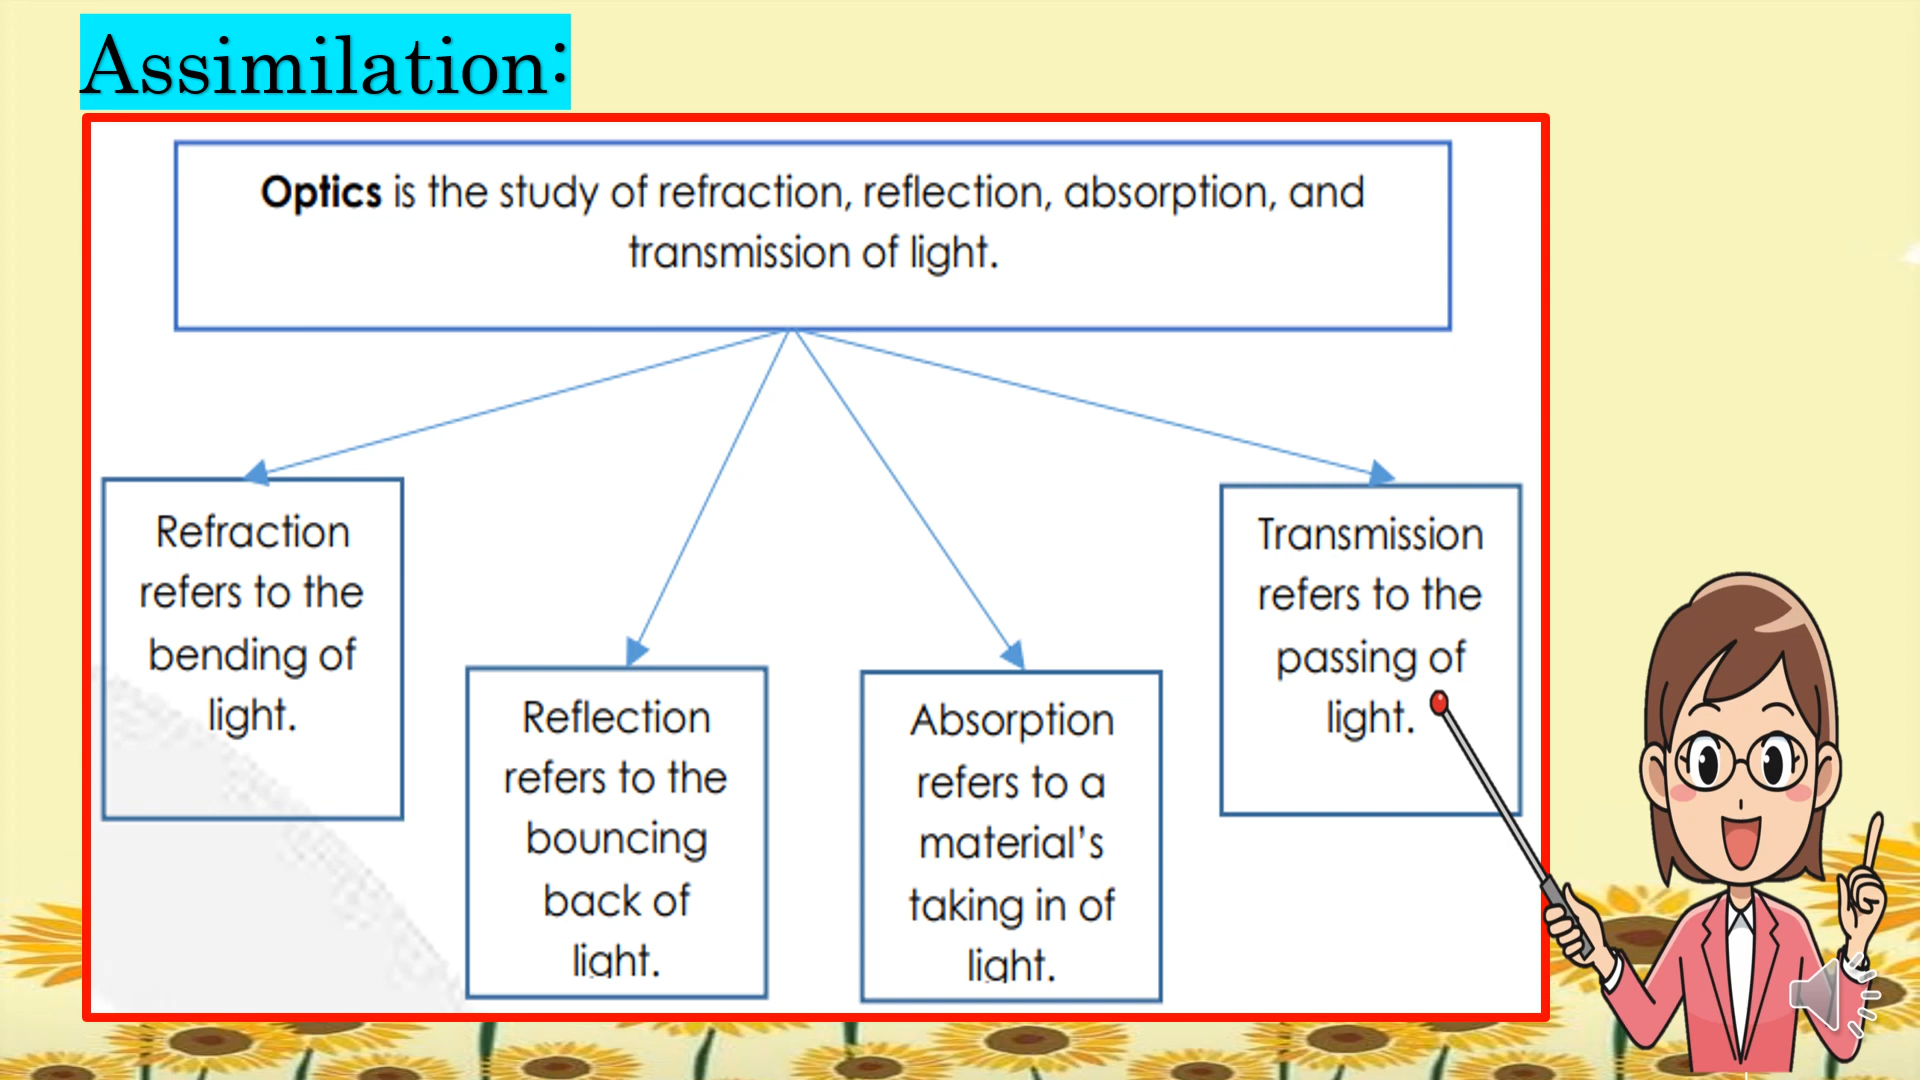 Assimilation:
Optics is the study of refraction, reflection, absorption, and
transmission of light.
Refraction
refers to the
bending of
light.
Reflection
refers to the
bouncing
back of
light.
Absorption
refers to a
material's
taking in of
light.
Transmission
refers to the
passing of
light.